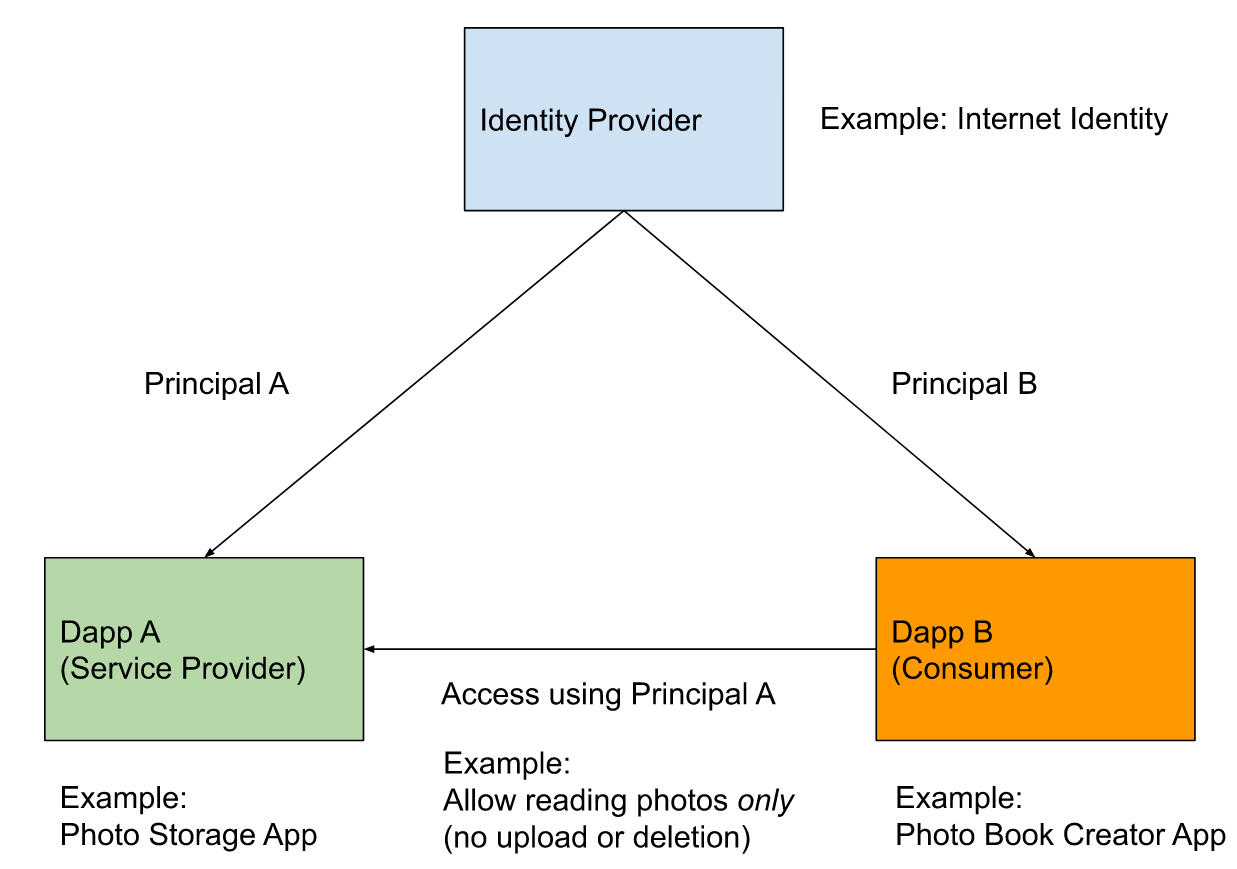 Identity Provider
Example: Internet Identity
Principal A
Principal B
Dapp A
(Service Provider)
Dapp B
(Consumer)
Access using Principal A
Example:
Allow reading photos only
(no upload or deletion)
Example:
Photo Storage App
Example:
Photo Book Creator App